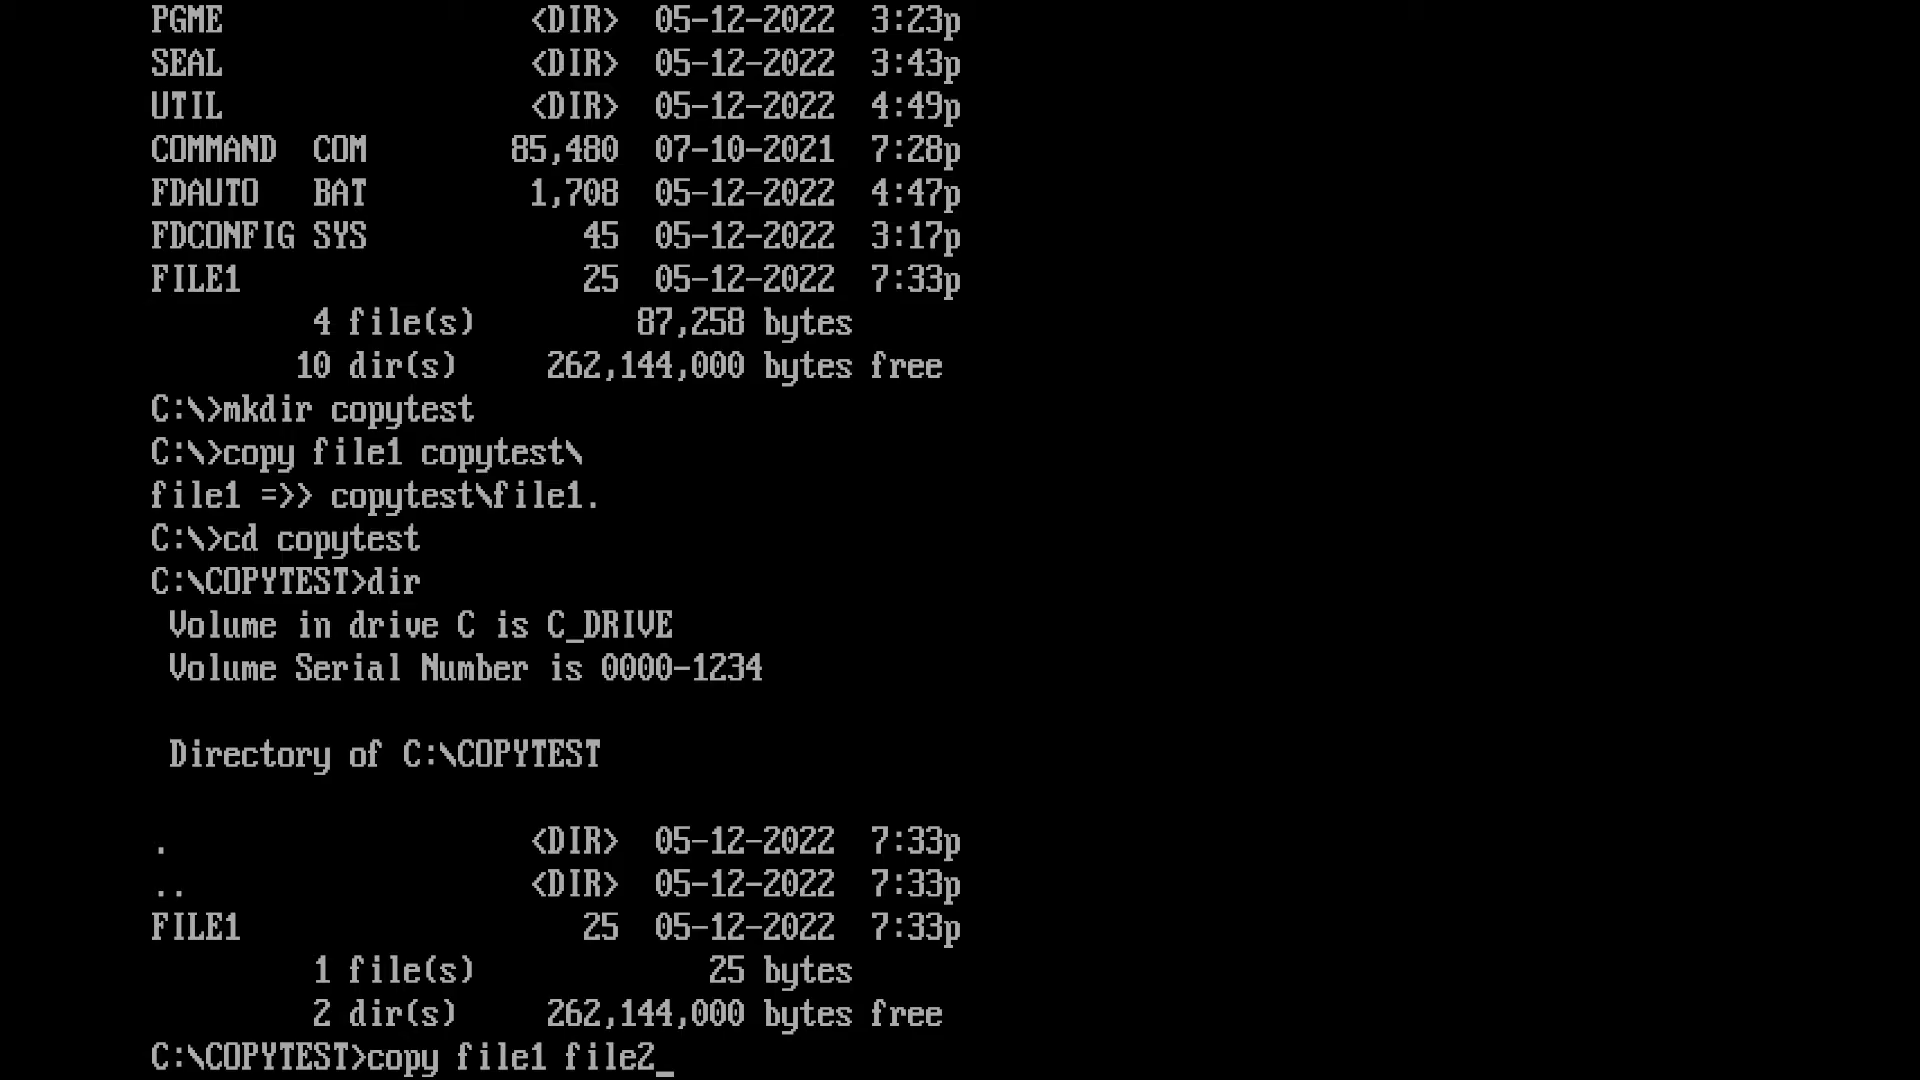 PGME                 <DIR>  05-12-2022  3:23p
SEAL                 <DIR>  05-12-2022  3:43p
UTIL                 <DIR>  05-12-2022  4:49p
COMMAND  COM        85,480  07-10-2021  7:28p
FDAUTO   BAT         1,708  05-12-2022  4:47p
FDCONFIG SYS            45  05-12-2022  3:17p
FILE1                   25  05-12-2022  7:33p
         4 file(s)         87,258 bytes
        10 dir(s)     262,144,000 bytes free
C:\>mkdir copytest
C:\>copy file1 copytest\
file1 =>> copytest\file1.
C:\>cd copytest
C:\COPYTEST>dir
 Volume in drive C is C_DRIVE
 Volume Serial Number is 0000-1234
 Directory of C:\COPYTEST
.                    <DIR>  05-12-2022  7:33p
..                   <DIR>  05-12-2022  7:33p
FILE1                   25  05-12-2022  7:33p
         1 file(s)             25 bytes
         2 dir(s)     262,144,000 bytes free
C:\COPYTEST>copy file1 file2_